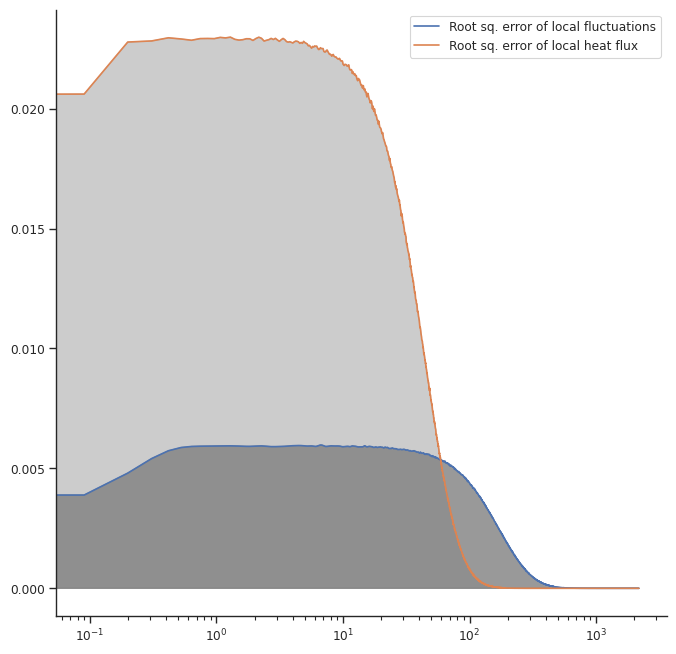 Root sq. error of local fluctuations
Root sq. error of local heat flux
0.020
0.015
0.010
0.005
0.000
10⁻¹ 10⁰ 10¹ 10² 10³